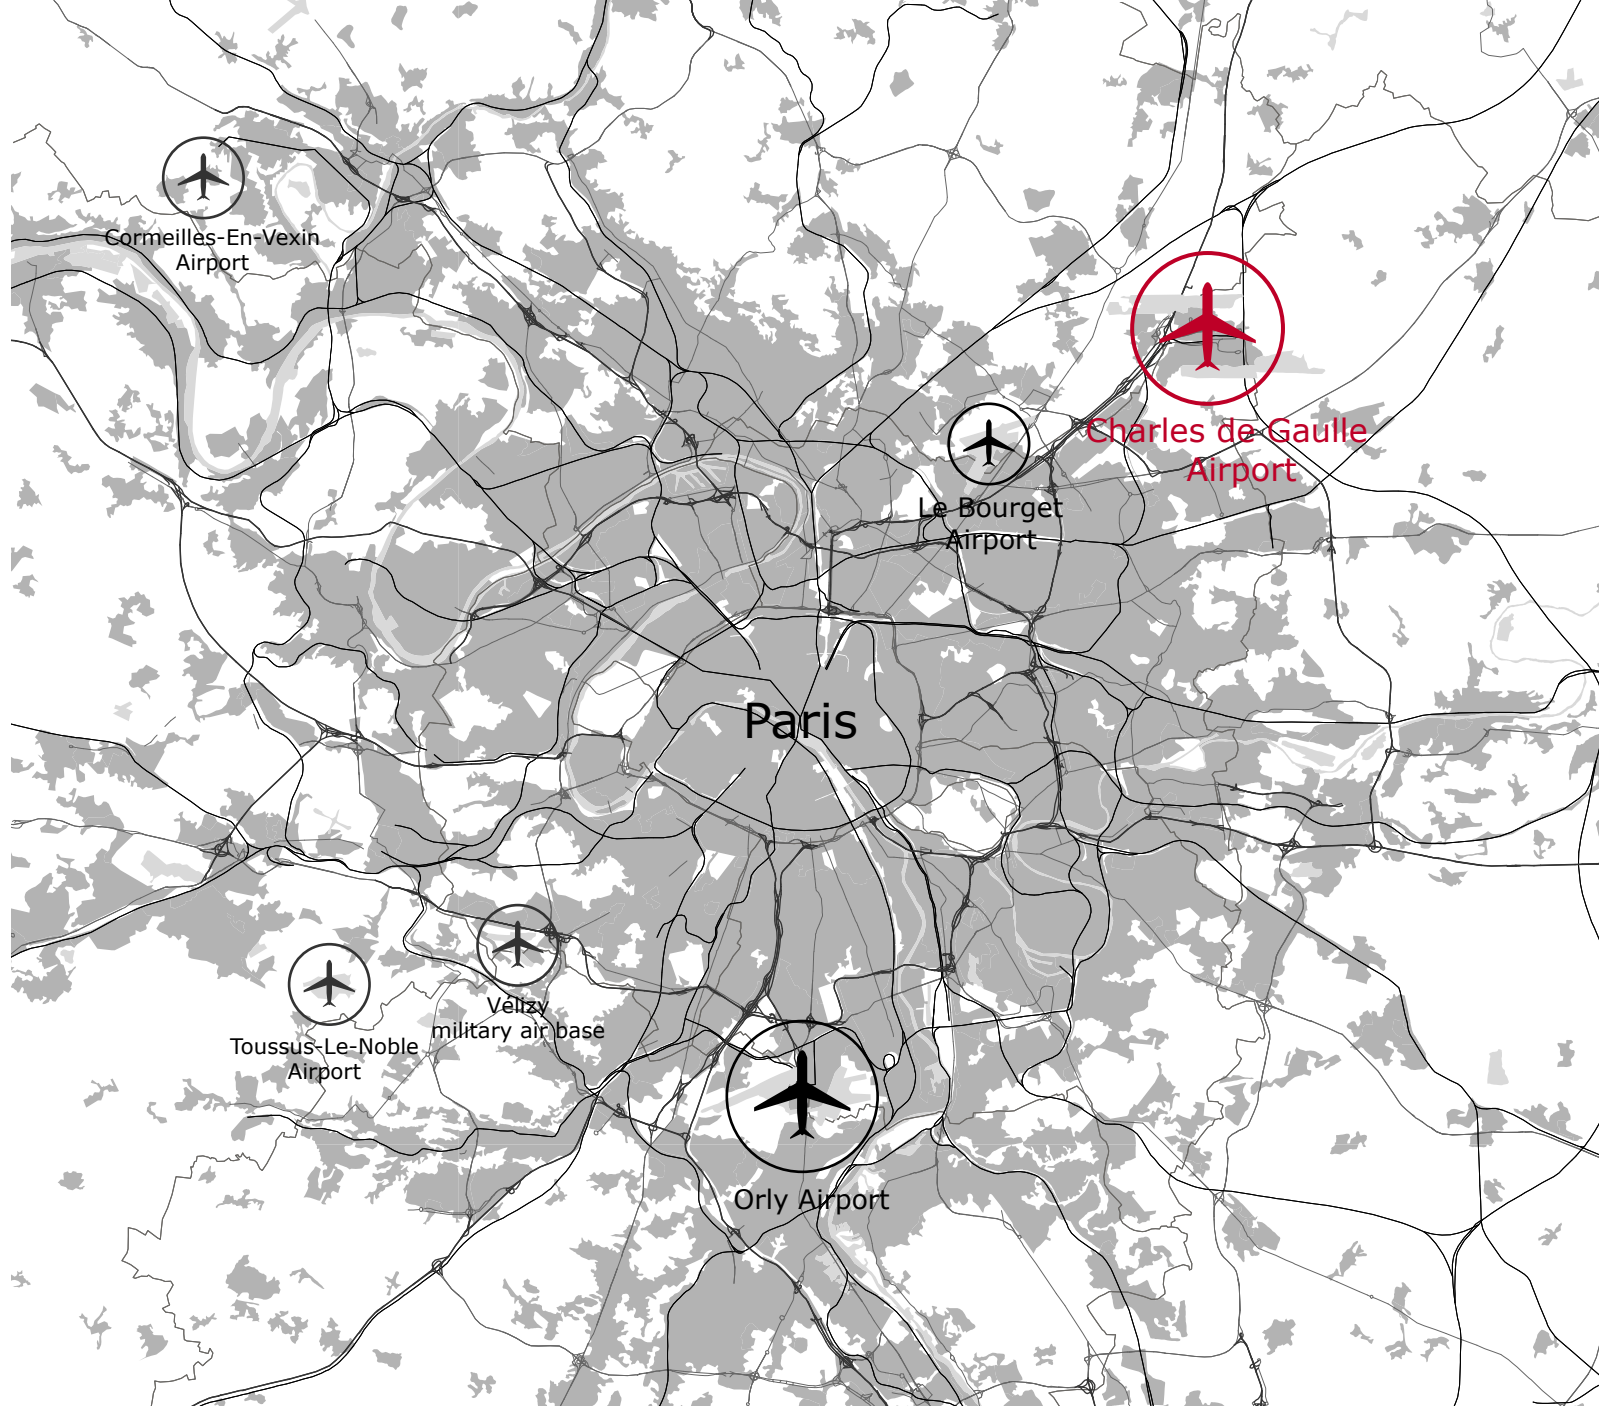 Cormeilles-En-Vexin
Airport
Charles de Gaulle
Airport
Le Bourget
Airport
Paris
Vélizy
military air base
Toussus-Le-Noble
Airport
Orly Airport